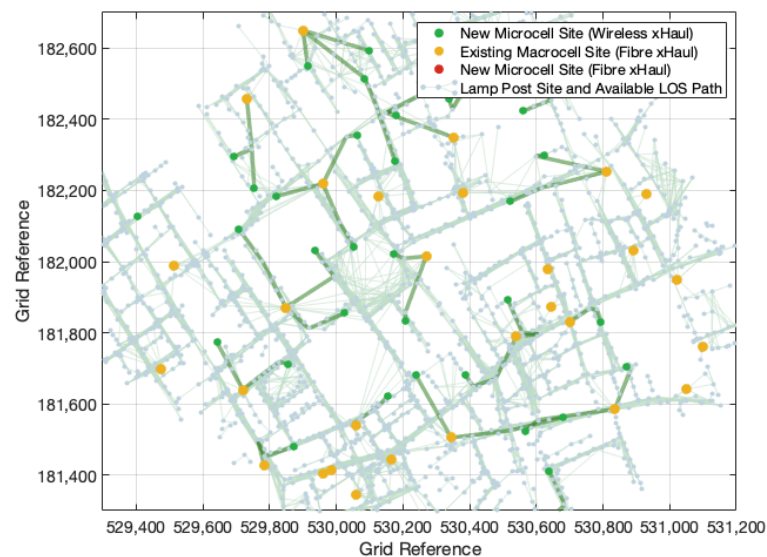 New Microcell Site (Wireless xHaul)
Existing Macrocell Site (Fibre xHaul)
New Microcell Site (Fibre xHaul)
Lamp Post Site and Available LOS Path
182,600
182,400
182,200
182,000
181,800
181,600
181,400
Grid Reference
529,400 529,600 529,800 530,000 530,200 530,400 530,600 530,800 531,000 531,200
Grid Reference